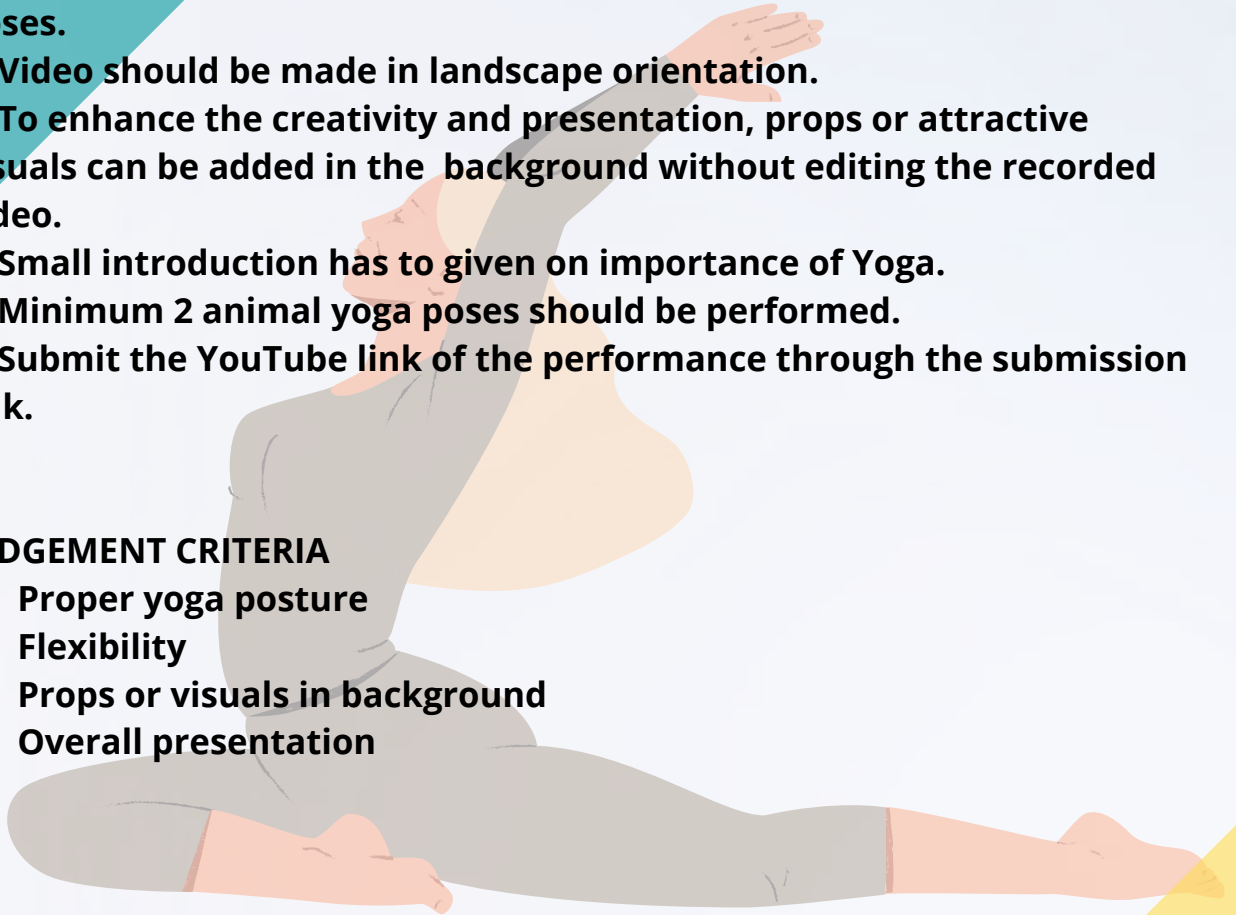 ses.
Video should be made in landscape orientation.
To enhance the creativity and presentation, props or attractive
suals can be added in the background without editing the recorded
deo.
Small introduction has to given on importance of Yoga.
Minimum 2 animal yoga poses should be performed.
Submit the YouTube link of the performance through the submission
k.
DGEMENT CRITERIA
Proper yoga posture
Flexibility
Props or visuals in background
Overall presentation